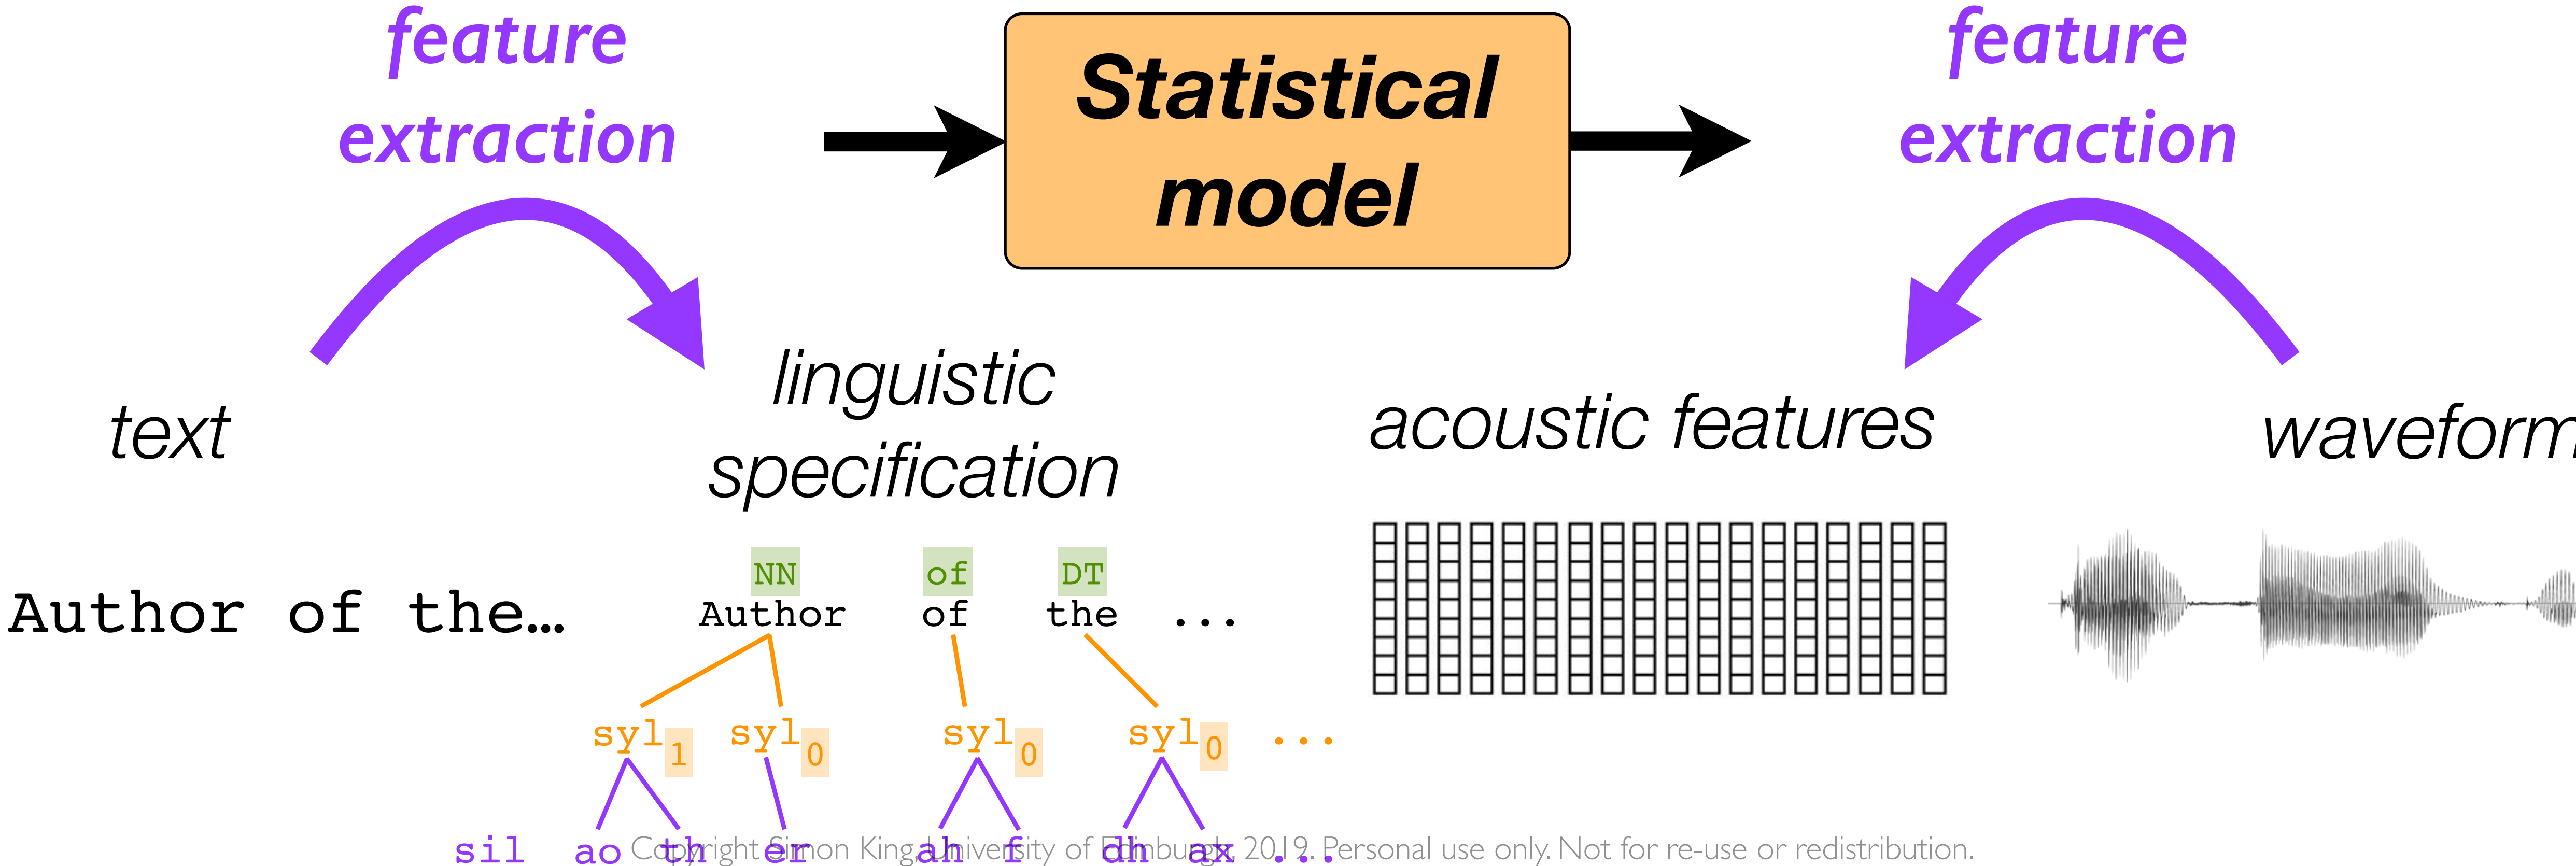 feature
extraction
Statistical
model
feature
extraction
text
linguistic
specification
acoustic features
waveform
Author of the…
NN of DT
Author of the ...
syl1 syl0 syl0 syl0 ...
sil ao th er ah f dh ax ...
Copyright Simon King, University of Edinburgh, 2019. Personal use only. Not for re-use or redistribution.